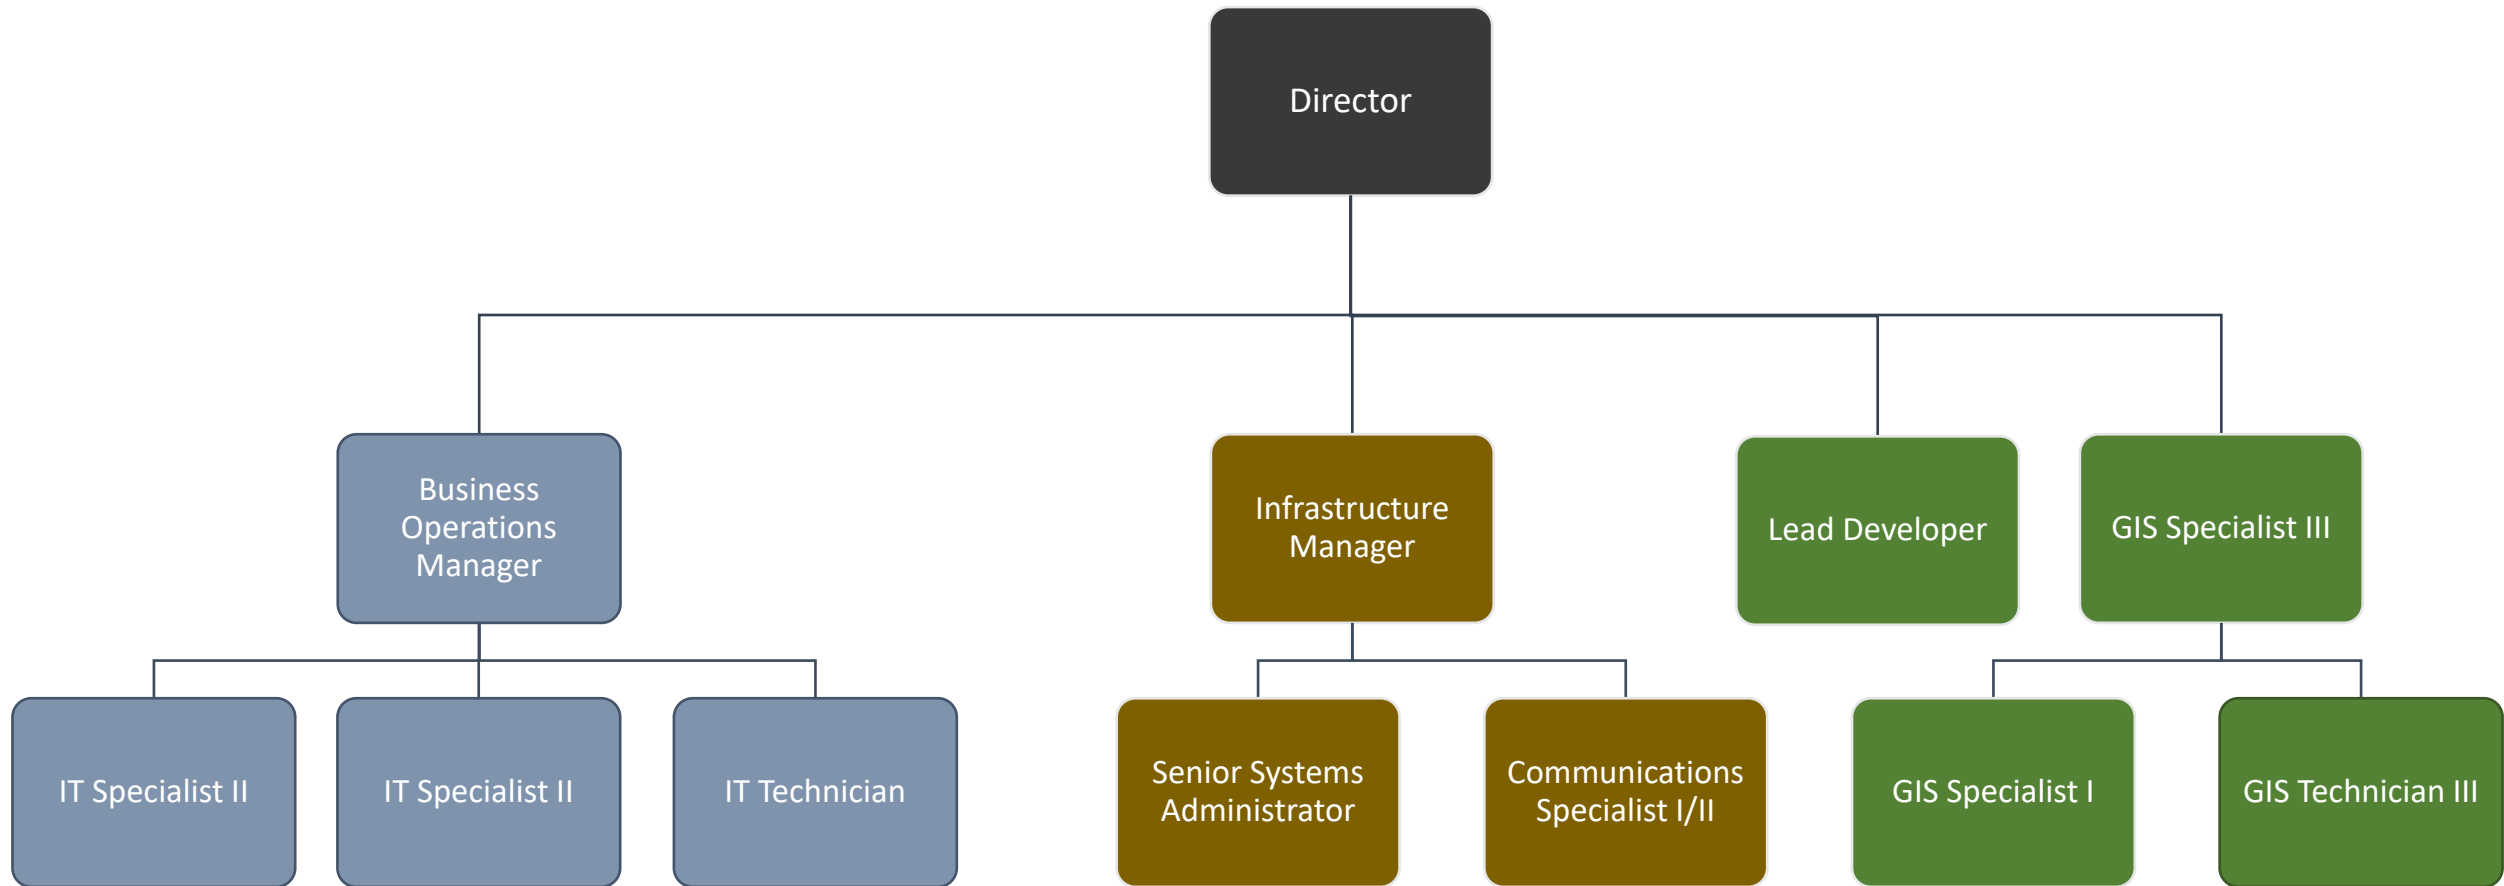 Director
Business
Operations
Manager
Infrastructure
Manager
Lead Developer
GIS Specialist III
IT Specialist II
IT Specialist II
IT Technician
Senior Systems
Administrator
Communications
Specialist I/II
GIS Specialist I
GIS Technician III